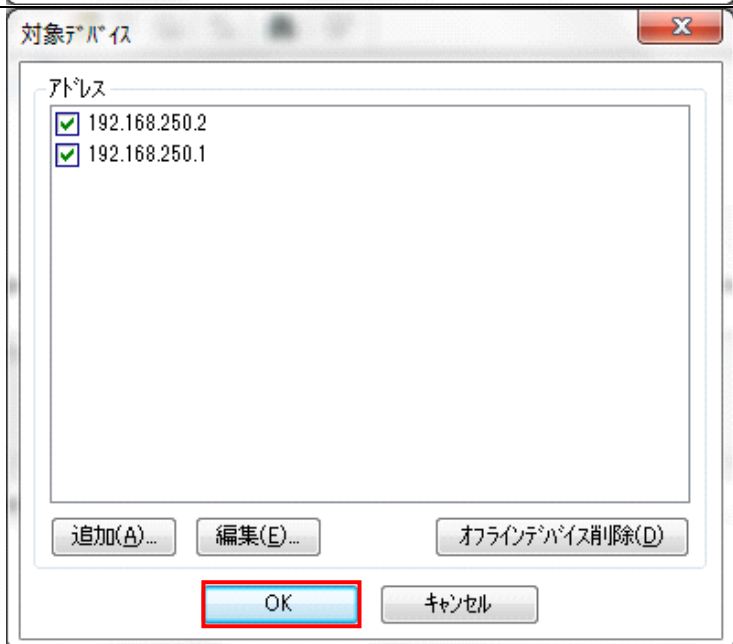 対象ﾃﾞﾊﾞｲｽ
ｱﾄﾞﾚｽ
192.168.250.2
192.168.250.1
追加(A)...
編集(E)...
ｵﾌﾗｲﾝﾃﾞﾊﾞｲｽ削除(D)
OK
ｷｬﾝｾﾙ